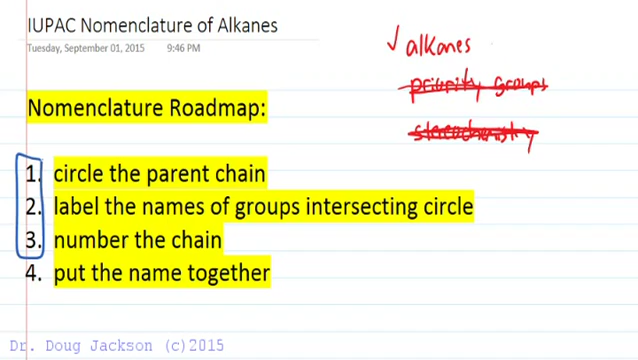 IUPAC Nomenclature of Alkanes
Tuesday, September 01, 2015 9:46 PM
✓ alkanes
priority groups
stereochemistry
Nomenclature Roadmap:
1. circle the parent chain
2. label the names of groups intersecting circle
3. number the chain
4. put the name together
Dr. Doug Jackson (c)2015